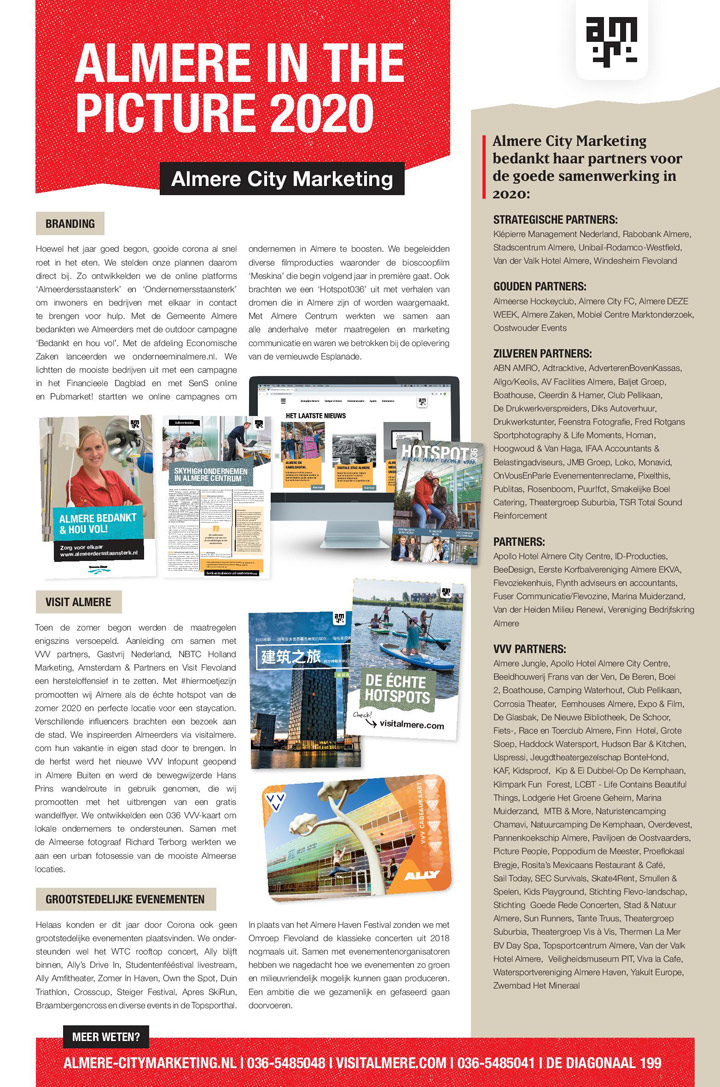 ALMERE IN THE
PICTURE 2020
Almere City Marketing
BRANDING
Hoewel het jaar goed begon, gooide corona al snel
roet in het eten. We stelden onze plannen daarom
direct bij. Zo ontwikkelden we de online platforms
‘Almeerdersstaansterk’ en ‘Ondernemersstaansterk’
om inwoners en bedrijven met elkaar in contact
te brengen voor hulp. Met de Gemeente Almere
bedankten we Almeerders met de outdoor campagne
‘Bedankt en hou vol’. Met de afdeling Economische
Zaken lanceerden we onderneeminalmere.nl. We
lichtten de mooiste bedrijven uit met een campagne
in het Financieele Dagblad en met SenS online
en Pubmarket! startten we online campagnes om
ondernemen in Almere te boosten. We begeleidden
diverse filmproducties waaronder de bioscoopfilm
‘Meskina’ die begin volgend jaar in première gaat. Ook
brachten we een ‘Hotspot036’ uit met verhalen van
dromen die in Almere zijn of worden waargemaakt.
Met Almere Centrum werkten we samen aan
alle anderhalve meter maatregelen en marketing
communicatie en waren we betrokken bij de oplevering
van de vernieuwde Esplanade.
ALMERE BEDANKT
& HOU VOL!
Zorg voor elkaar
www.almeerdersstaansterk.nl
SKYHIGH ONDERNEMEN
IN ALMERE CENTRUM
HET LAATSTE NIEUWS
HOTSPOT 036
VISIT ALMERE
Toen de zomer begon werden de maatregelen
enigszins versoepeld. Aanleiding om samen met
VVV partners, Gastvrij Nederland, NBTC Holland
Marketing, Amsterdam & Partners en Visit Flevoland
een hersteloffensief in te zetten. Met #hiermoetjezijn
promootten wij Almere als de échte hotspot van de
zomer 2020 en perfecte locatie voor een staycation.
Verschillende influencers brachten een bezoek aan
de stad. We inspireerden Almeerders via visitalmere.
com hun vakantie in eigen stad door te brengen. In
de herfst werd het nieuwe VVV Infopunt geopend
in Almere Buiten en werd de bewegwijzerde Hans
Prins wandelroute in gebruik genomen, die wij
promootten met het uitbrengen van een gratis
wandelflyer. We ontwikkelden een 036 VVV-kaart om
lokale ondernemers te ondersteunen. Samen met
de Almeerse fotograaf Richard Terborg werkten we
aan een urban fotosessie van de mooiste Almeerse
locaties.
建筑之旅
DE ÉCHTE
HOTSPOTS
Check!
visitalmere.com
VVV CADEAUKAART
ALLY
GROOTSTEDELIJKE EVENEMENTEN
Helaas konden er dit jaar door Corona ook geen
grootstedelijke evenementen plaatsvinden. We onder-
steunden wel het WTC rooftop concert, Ally blijft
binnen, Ally’s Drive In, Studentenféestival livestream,
Ally Amfitheater, Zomer In Haven, Own the Spot, Duin
Triathlon, Crosscup, Steiger Festival, Apres SkiRun,
Braambergencross en diverse events in de Topsporthal.
In plaats van het Almere Haven Festival zonden we met
Omroep Flevoland de klassieke concerten uit 2018
nogmaals uit. Samen met evenementenorganisatoren
hebben we nagedacht hoe we evenementen zo groen
en milieuvriendelijk mogelijk kunnen gaan produceren.
Een ambitie die we gezamenlijk en gefaseerd gaan
doorvoeren.
am
Almere City Marketing
bedankt haar partners voor
de goede samenwerking in
2020:
STRATEGISCHE PARTNERS:
Klépierre Management Nederland, Rabobank Almere,
Stadscentrum Almere, Unibail-Rodamco-Westfield,
Van der Valk Hotel Almere, Windesheim Flevoland
GOUDEN PARTNERS:
Almeerse Hockeyclub, Almere City FC, Almere DEZE
WEEK, Almere Zaken, Mobiel Centre Marktonderzoek,
Oostwouder Events
ZILVEREN PARTNERS:
ABN AMRO, Adtracktive, AdverterenBovenKassas,
Aligo/Keolis, AV Facilities Almere, Baljet Groep,
Boathouse, Cleerdin & Hamer, Club Pellikaan,
De Drukwerkverspreiders, Diks Autoverhuur,
Drukwerkstunter, Feenstra Fotografie, Fred Rotgans
Sportphotography & Life Moments, Homan,
Hoogwoud & Van Haga, IFAA Accountants &
Belastingadviseurs, JMB Groep, Loko, Monavid,
OnVousEnParle Evenementenreclame, Pixelthis,
Publitas, Rosenboom, Puur!fct, Smakelijke Boel
Catering, Theatergroep Suburbia, TSR Total Sound
Reinforcement
PARTNERS:
Apollo Hotel Almere City Centre, ID-Producties,
BeeDesign, Eerste Korfbalvereniging Almere EKVA,
Flevoziekenhuis, Flynth adviseurs en accountants,
Fuser Communicatie/Flevozine, Marina Muiderzand,
Van der Heiden Milieu Renewi, Vereniging Bedrijfskring
Almere
VVV PARTNERS:
Almere Jungle, Apollo Hotel Almere City Centre,
Beeldhouwerij Frans van der Ven, De Beren, Boei
2, Boathouse, Camping Waterhout, Club Pellikaan,
Corrosia Theater, Eemhouses Almere, Expo & Film,
De Glasbak, De Nieuwe Bibliotheek, De Schoor,
Fiets-, Race en Toerclub Almere, Finn Hotel, Grote
Sloep, Haddock Watersport, Hudson Bar & Kitchen,
IJspressi, Jeugdtheatergezelschap BonteHond,
KAF, Kidsproof, Kip & Ei Dubbel-Op De Kemphaan,
Klimpark Fun Forest, LCBT - Life Contains Beautiful
Things, Lodgerie Het Groene Geheim, Marina
Muiderzand, MTB & More, Naturistencamping
Chamavi, Natuurcamping De Kemphaan, Overdevest,
Pannenkoekschip Almere, Paviljoen de Oostvaarders,
Picture People, Poppodium de Meester, Proeflokaal
Bregje, Rosita’s Mexicaans Restaurant & Café,
Sail Today, SEC Survivals, Skate4Rent, Smullen &
Spelen, Kids Playground, Stichting Flevo-landschap,
Stichting Goede Rede Concerten, Stad & Natuur
Almere, Sun Runners, Tante Truus, Theatergroep
Suburbia, Theatergroep Vis à Vis, Thermen La Mer
BV Day Spa, Topsportcentrum Almere, Van der Valk
Hotel Almere, Veiligheidsmuseum PIT, Viva la Cafe,
Watersportvereniging Almere Haven, Yakult Europe,
Zwembad Het Mineraal
MEER WETEN?
ALMERE-CITYMARKETING.NL | 036-5485048 | VISITALMERE.COM | 036-5485041 | DE DIAGONAAL 199